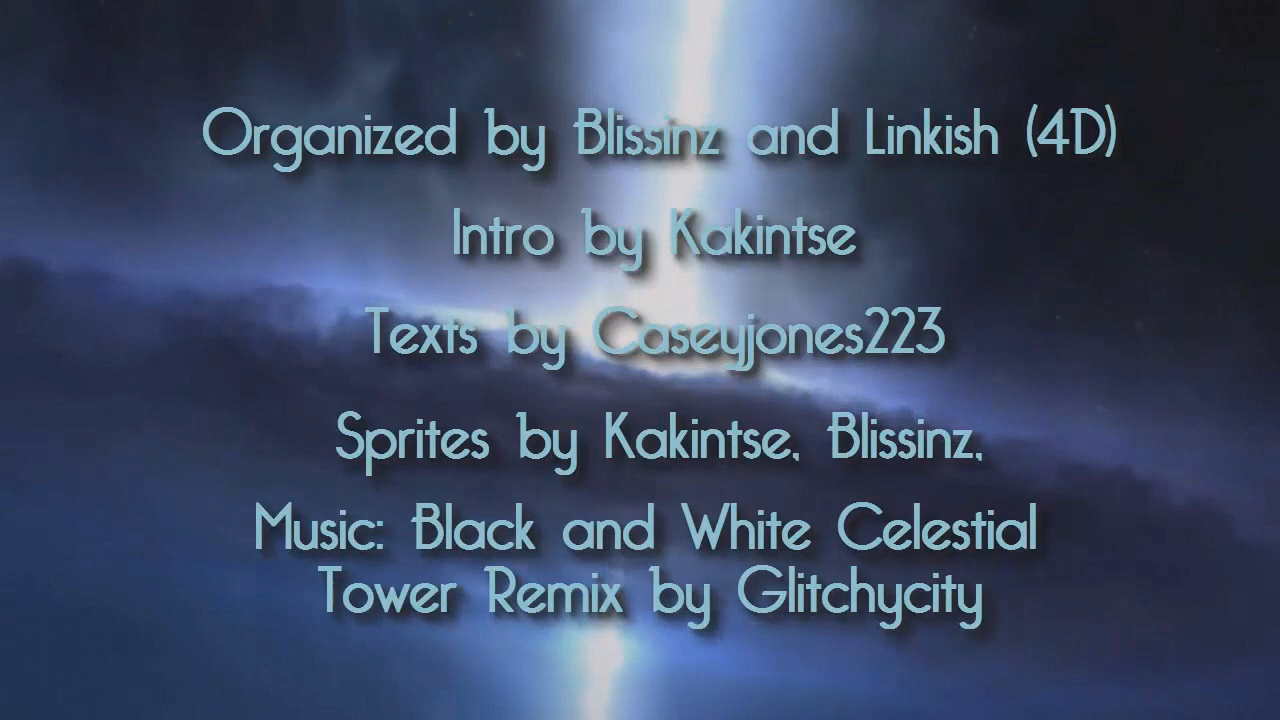 Organized by Blissinz and Linkish (4D)
Intro by Kakintse
Texts by Caseyjones223
Sprites by Kakintse, Blissinz,
Music: Black and White Celestial
Tower Remix by Glitchycity